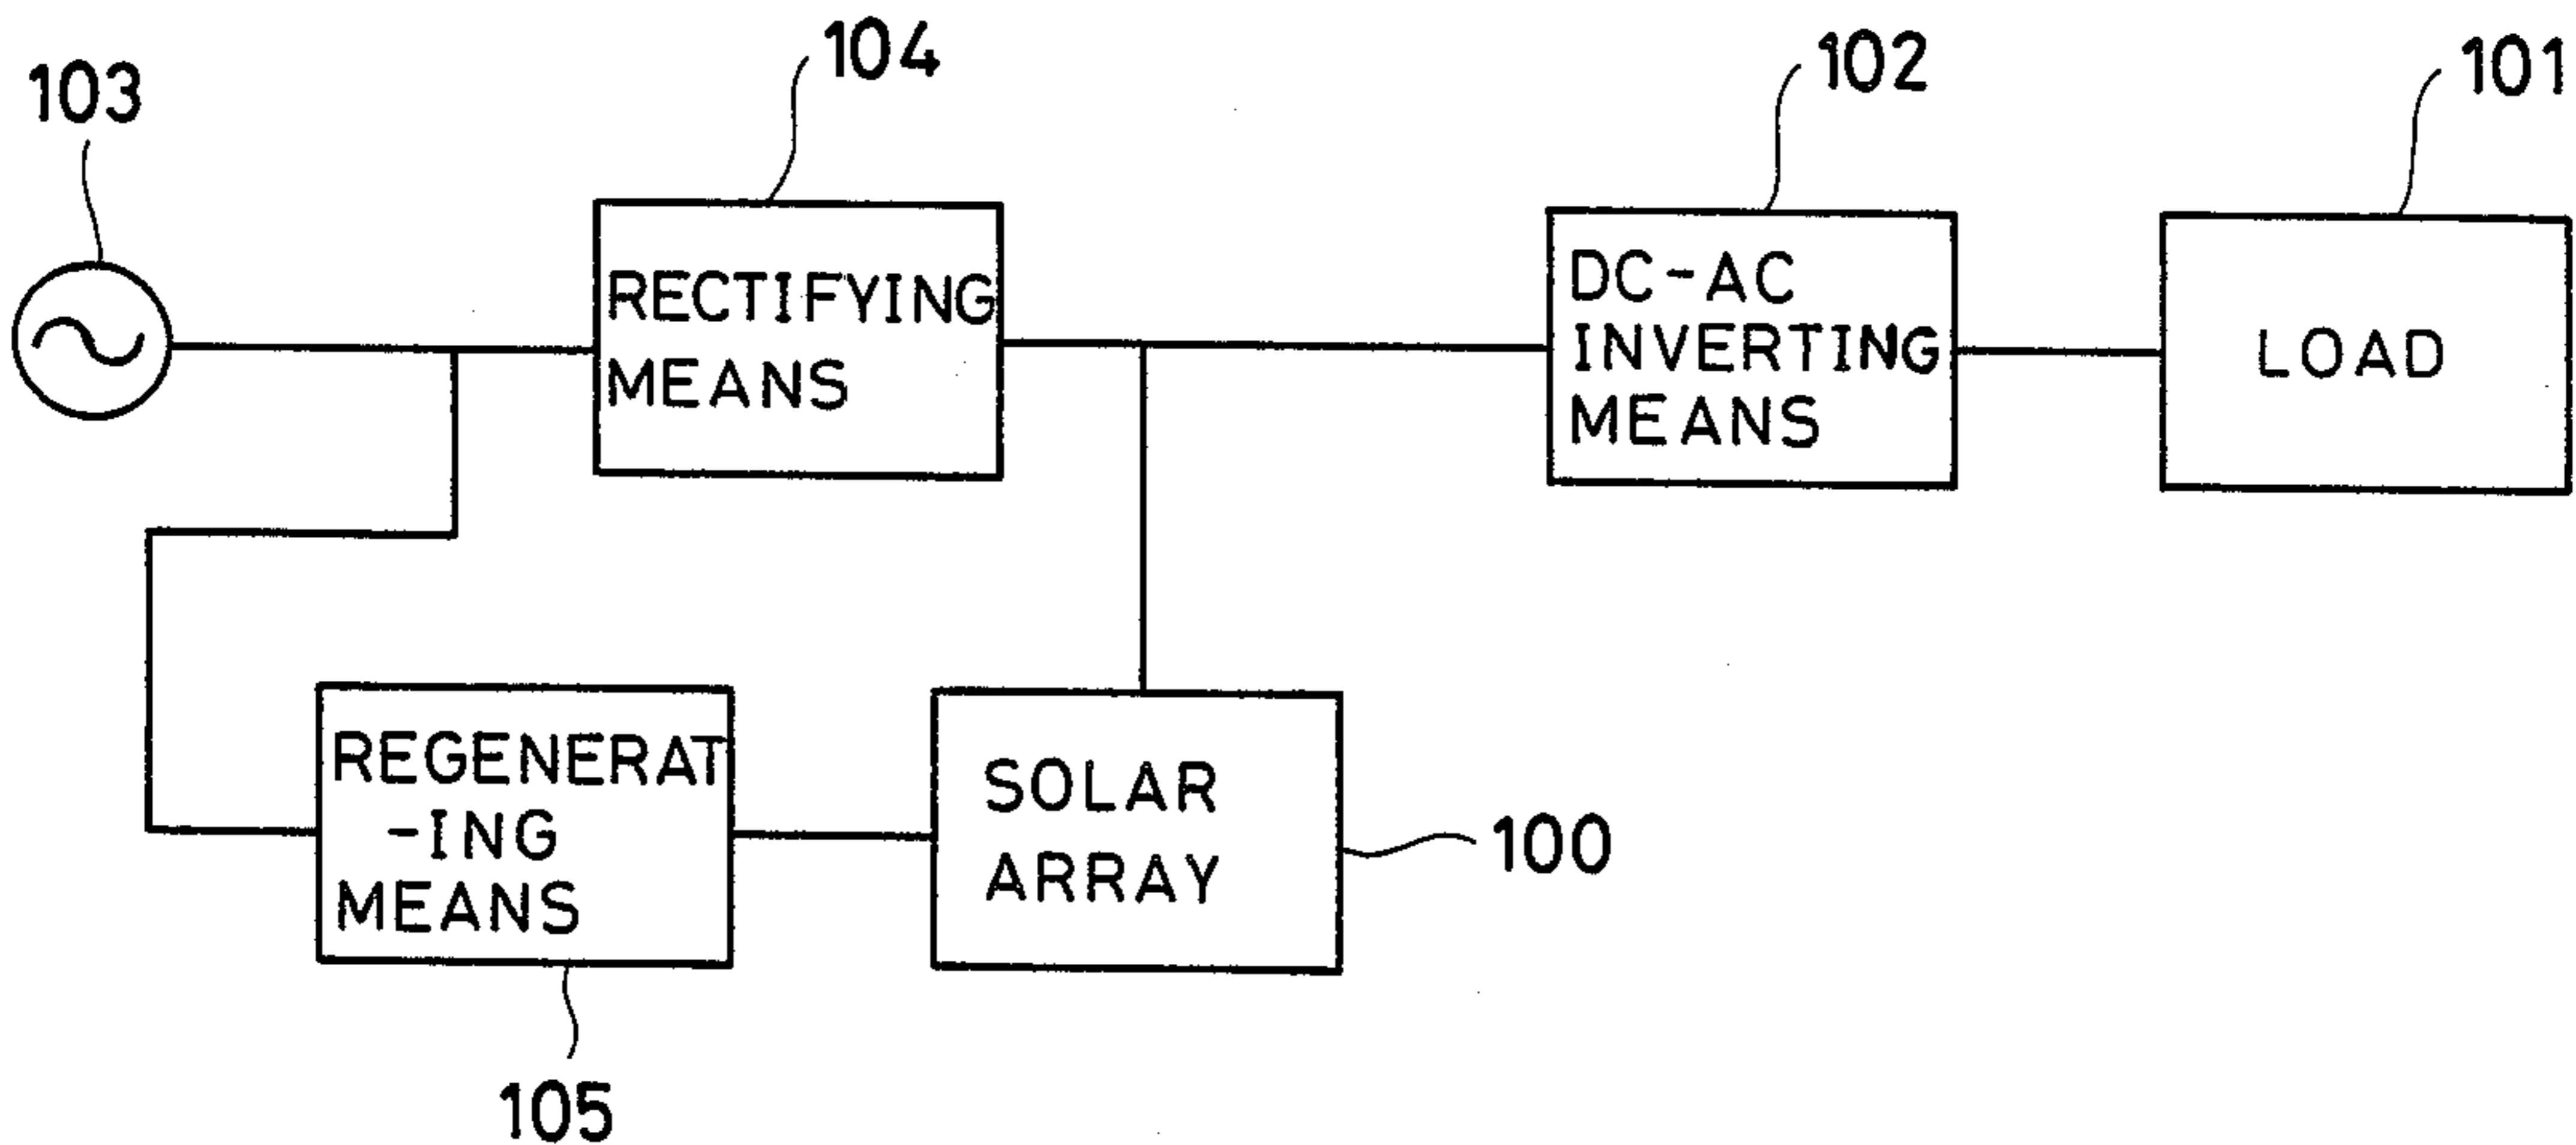 104
102
101
103
RECTIFYING
MEANS
DC-AC
INVERTING
MEANS
LOAD
REGENERAT
-ING
MEANS
SOLAR
ARRAY
100
105